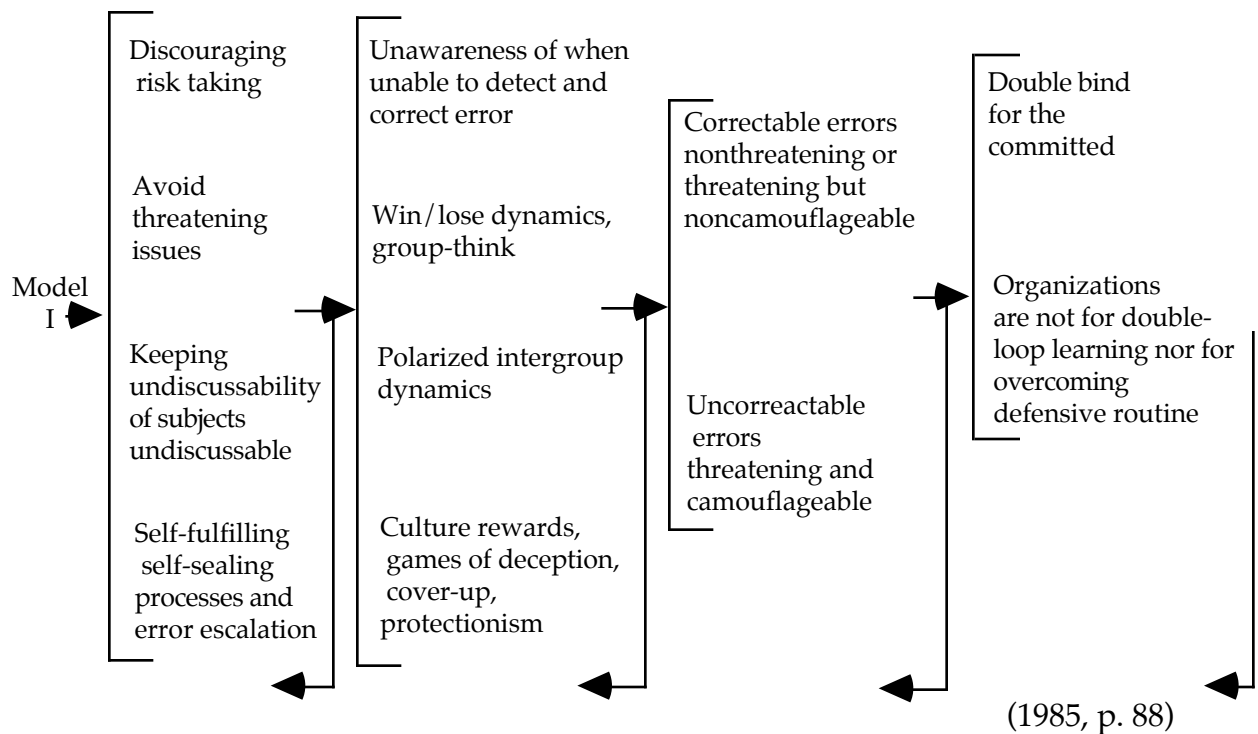 Model
I
Discouraging
risk taking
Avoid
threatening
issues
Keeping
undiscussability
of subjects
undiscussable
Self-fulfilling
self-sealing
processes and
error escalation
Unawareness of when
unable to detect and
correct error
Win/lose dynamics,
group-think
Polarized intergroup
dynamics
Culture rewards,
games of deception,
cover-up,
protectionism
Correctable errors
nonthreatening or
threatening but
noncamouflageable
Uncorreactable
errors
threatening and
camouflageable
Double bind
for the
committed
Organizations
are not for double-
loop learning nor for
overcoming
defensive routine
(1985, p. 88)